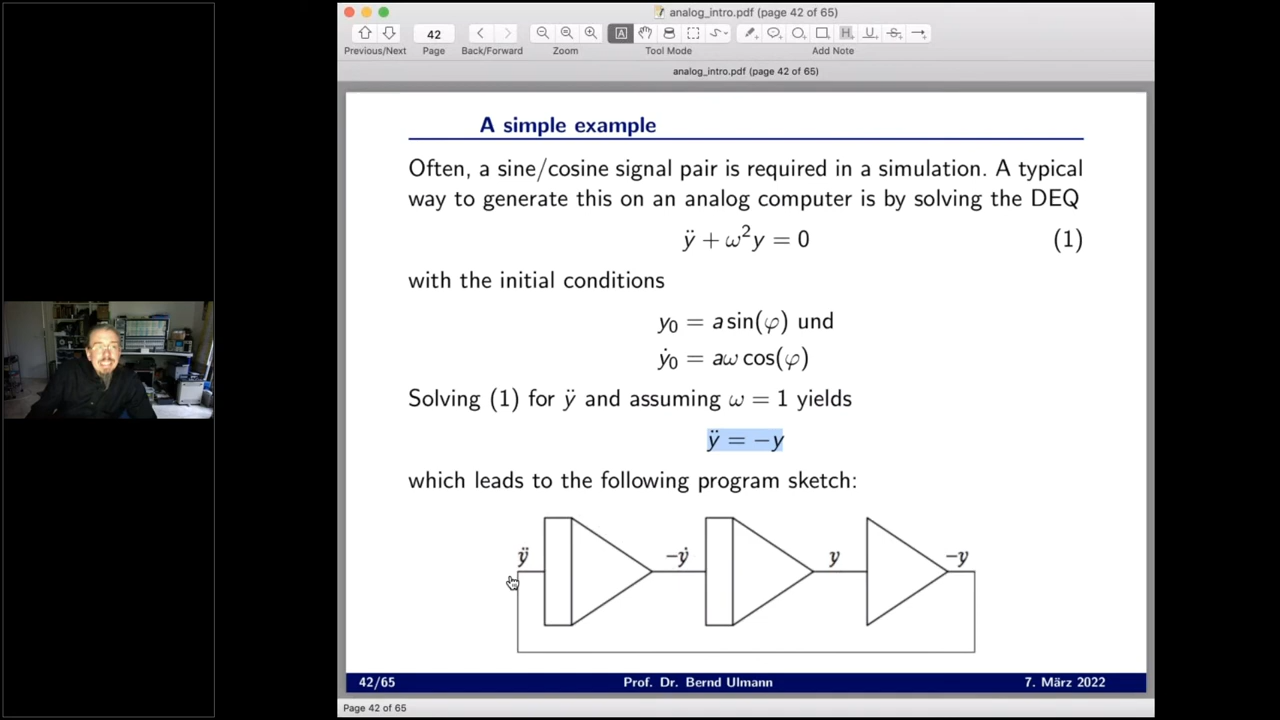 analog_intro.pdf (page 42 of 65)
42
Previous/Next Page Back/Forward Zoom Tool Mode Add Note
analog_intro.pdf (page 42 of 65)
A simple example
Often, a sine/cosine signal pair is required in a simulation. A typical
way to generate this on an analog computer is by solving the DEQ
ÿ + ω²y = 0 (1)
with the initial conditions
y₀ = a sin(φ) und
ẏ₀ = aω cos(φ)
Solving (1) for ÿ and assuming ω = 1 yields
ÿ = −y
which leads to the following program sketch:
ÿ −ẏ y −y
42/65 Prof. Dr. Bernd Ulmann 7. März 2022
Page 42 of 65